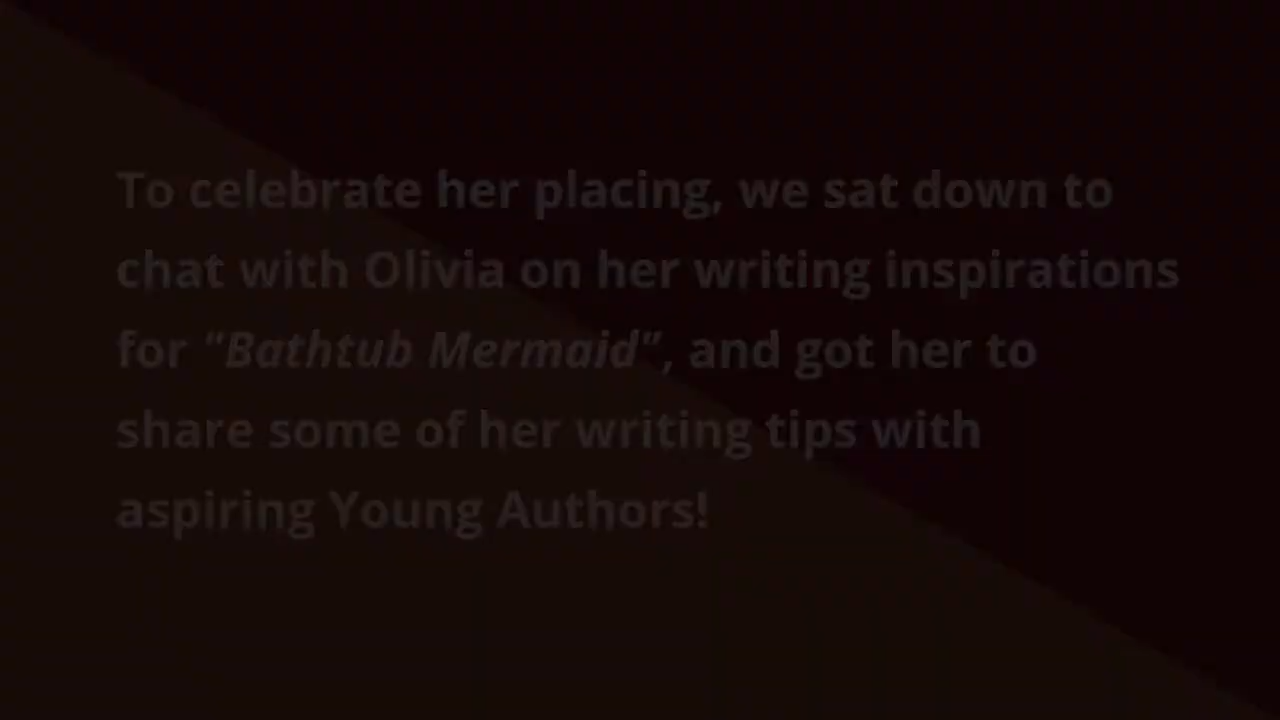 To celebrate her placing, we sat down to
chat with Olivia on her writing inspirations
for "Bathtub Mermaid", and got her to
share some of her writing tips with
aspiring Young Authors!